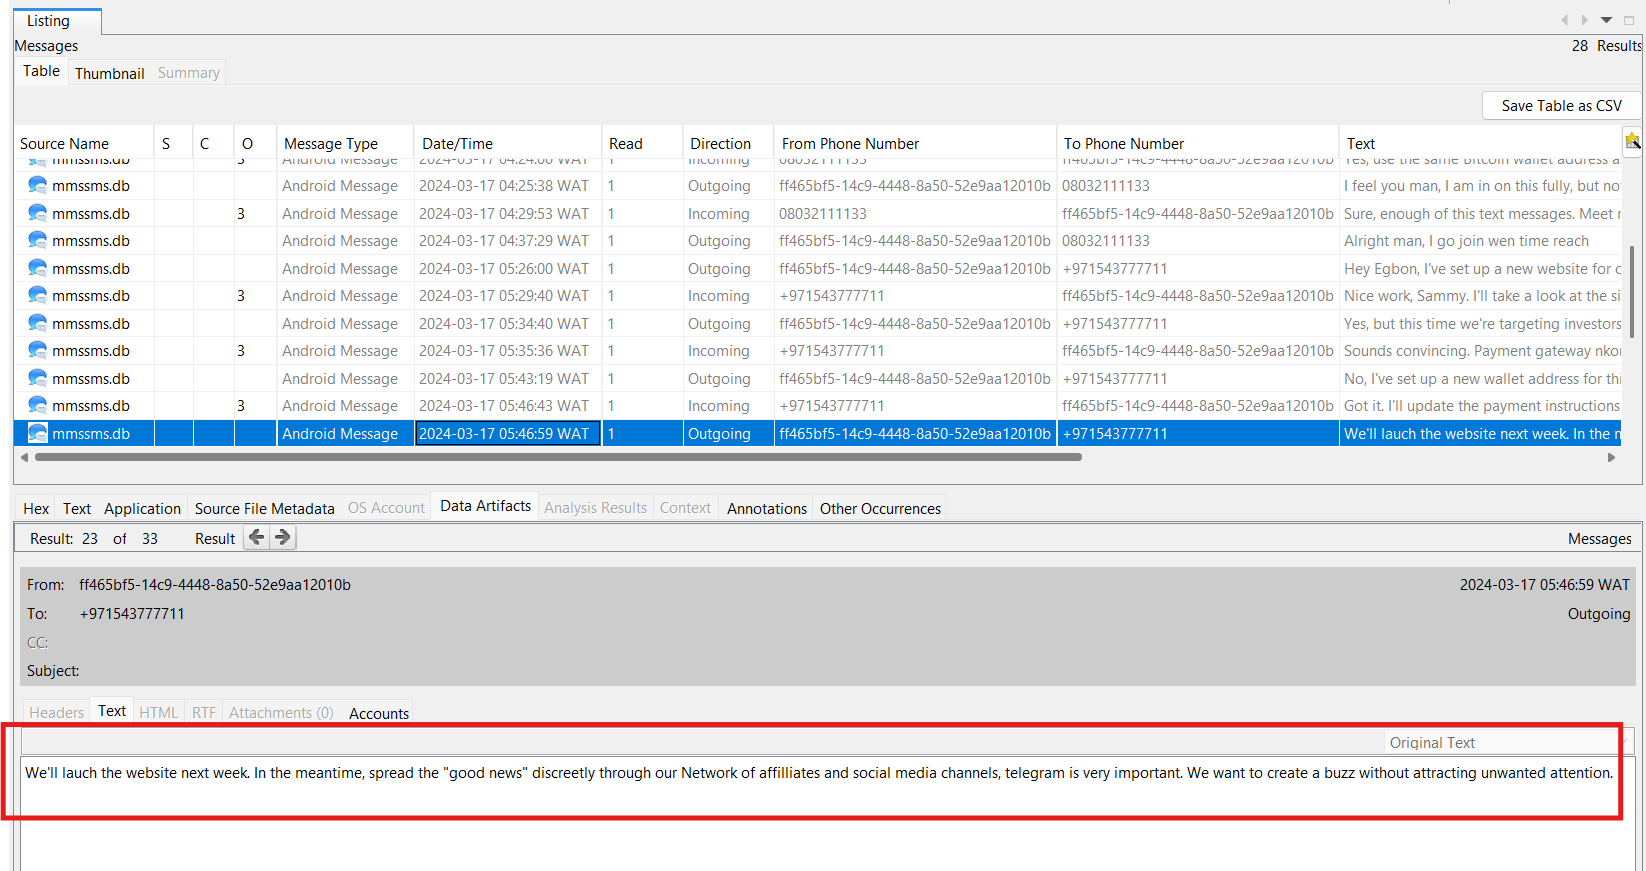 Listing
Messages 28 Results
Table Thumbnail Summary
Save Table as CSV
Source Name S C O Message Type Date/Time Read Direction From Phone Number To Phone Number Text
mmssms.db 3 Android Message 2024-03-17 04:24:00 WAT 1 Incoming 08032111133 ff465bf5-14c9-4448-8a50-52e9aa12010b Yes, use the same Bitcoin wallet address a
mmssms.db Android Message 2024-03-17 04:25:38 WAT 1 Outgoing ff465bf5-14c9-4448-8a50-52e9aa12010b 08032111133 I feel you man, I am in on this fully, but no
mmssms.db 3 Android Message 2024-03-17 04:29:53 WAT 1 Incoming 08032111133 ff465bf5-14c9-4448-8a50-52e9aa12010b Sure, enough of this text messages. Meet
mmssms.db Android Message 2024-03-17 04:37:29 WAT 1 Outgoing ff465bf5-14c9-4448-8a50-52e9aa12010b 08032111133 Alright man, I go join wen time reach
mmssms.db Android Message 2024-03-17 05:26:00 WAT 1 Outgoing ff465bf5-14c9-4448-8a50-52e9aa12010b +971543777711 Hey Egbon, I've set up a new website for
mmssms.db 3 Android Message 2024-03-17 05:29:40 WAT 1 Incoming +971543777711 ff465bf5-14c9-4448-8a50-52e9aa12010b Nice work, Sammy. I'll take a look at the si
mmssms.db Android Message 2024-03-17 05:34:40 WAT 1 Outgoing ff465bf5-14c9-4448-8a50-52e9aa12010b +971543777711 Yes, but this time we're targeting investors
mmssms.db 3 Android Message 2024-03-17 05:35:36 WAT 1 Incoming +971543777711 ff465bf5-14c9-4448-8a50-52e9aa12010b Sounds convincing. Payment gateway nko
mmssms.db Android Message 2024-03-17 05:43:19 WAT 1 Outgoing ff465bf5-14c9-4448-8a50-52e9aa12010b +971543777711 No, I've set up a new wallet address for thi
mmssms.db 3 Android Message 2024-03-17 05:46:43 WAT 1 Incoming +971543777711 ff465bf5-14c9-4448-8a50-52e9aa12010b Got it. I'll update the payment instructions
mmssms.db Android Message 2024-03-17 05:46:59 WAT 1 Outgoing ff465bf5-14c9-4448-8a50-52e9aa12010b +971543777711 We'll lauch the website next week. In the
Hex Text Application Source File Metadata OS Account Data Artifacts Analysis Results Context Annotations Other Occurrences
Result: 23 of 33 Result Messages
From: ff465bf5-14c9-4448-8a50-52e9aa12010b 2024-03-17 05:46:59 WAT
To: +971543777711 Outgoing
CC:
Subject:
Headers Text HTML RTF Attachments (0) Accounts
Original Text
We'll lauch the website next week. In the meantime, spread the "good news" discreetly through our Network of affilliates and social media channels, telegram is very important. We want to create a buzz without attracting unwanted attention.